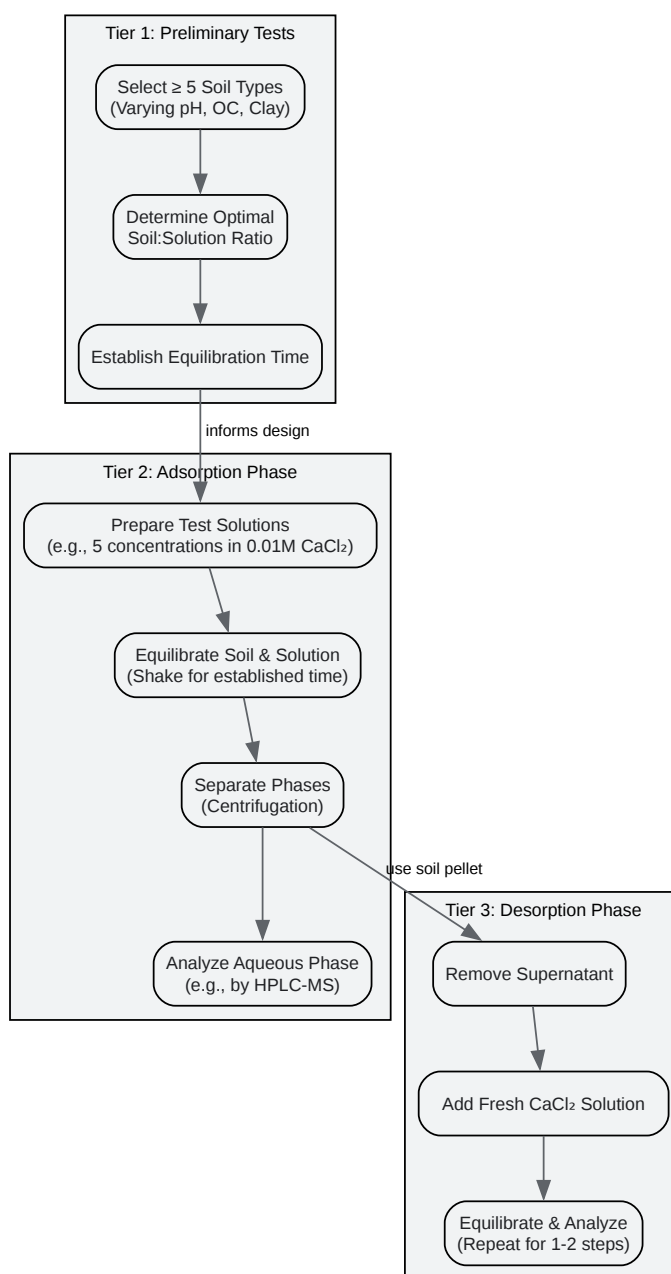 Tier 1: Preliminary Tests
Select ≥ 5 Soil Types
(Varying pH, OC, Clay)
Determine Optimal
Soil:Solution Ratio
Establish Equilibration Time
informs design
Tier 2: Adsorption Phase
Prepare Test Solutions
(e.g., 5 concentrations in 0.01M CaCl₂)
Equilibrate Soil & Solution
(Shake for established time)
Separate Phases
(Centrifugation)
use soil pellet
Analyze Aqueous Phase
(e.g., by HPLC-MS)
Tier 3: Desorption Phase
Remove Supernatant
Add Fresh CaCl₂ Solution
Equilibrate & Analyze
(Repeat for 1-2 steps)